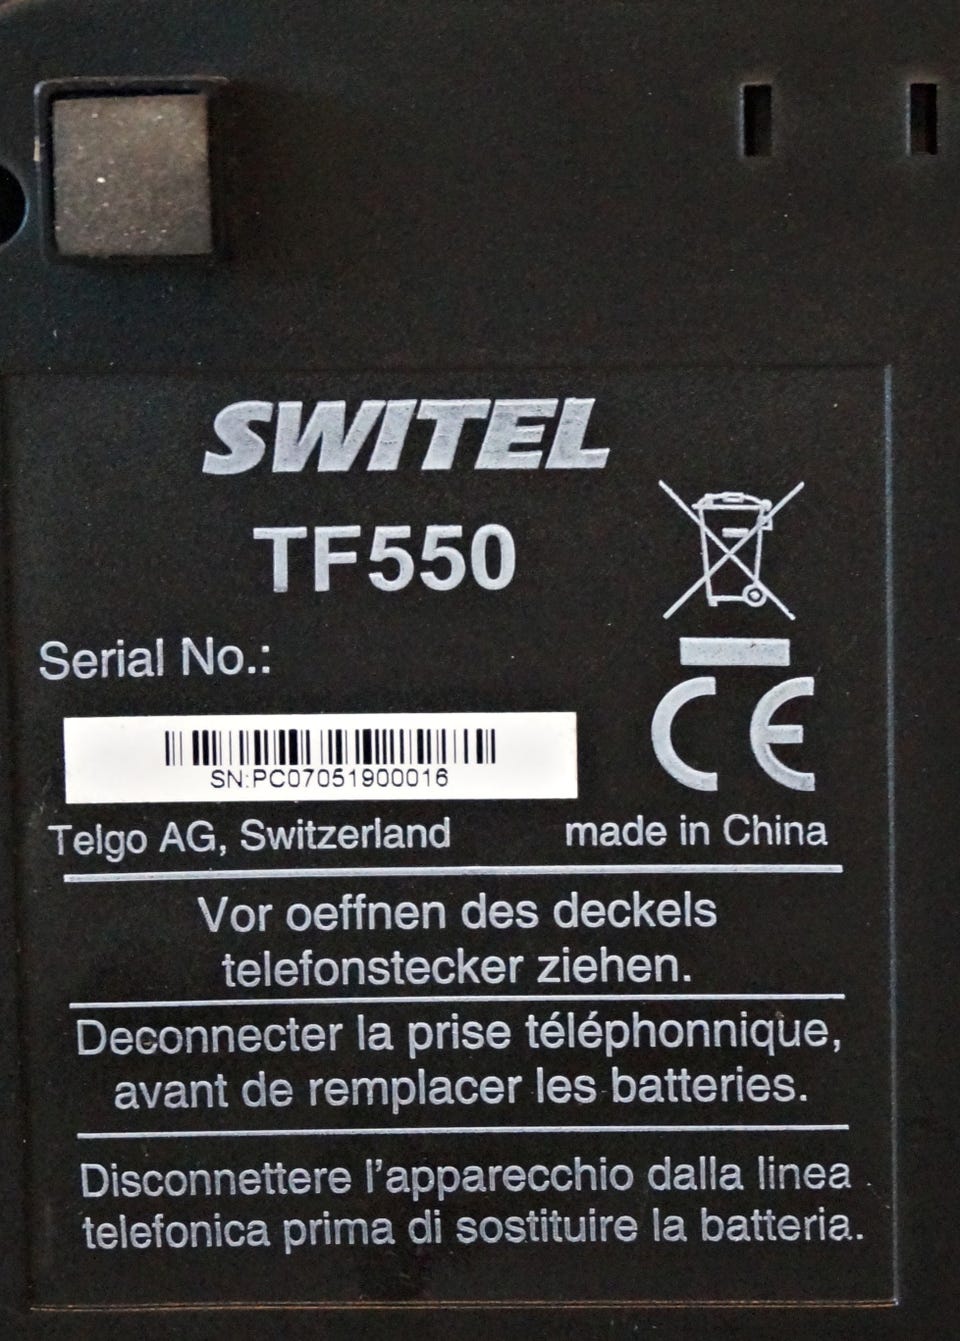 SWITEL
TF550
Serial No.:
SN:PC07051900016
CE
Telgo AG, Switzerland made in China
Vor oeffnen des deckels
telefonstecker ziehen.
Deconnecter la prise téléphonnique,
avant de remplacer les batteries.
Disconnettere l'apparecchio dalla linea
telefonica prima di sostituire la batteria.